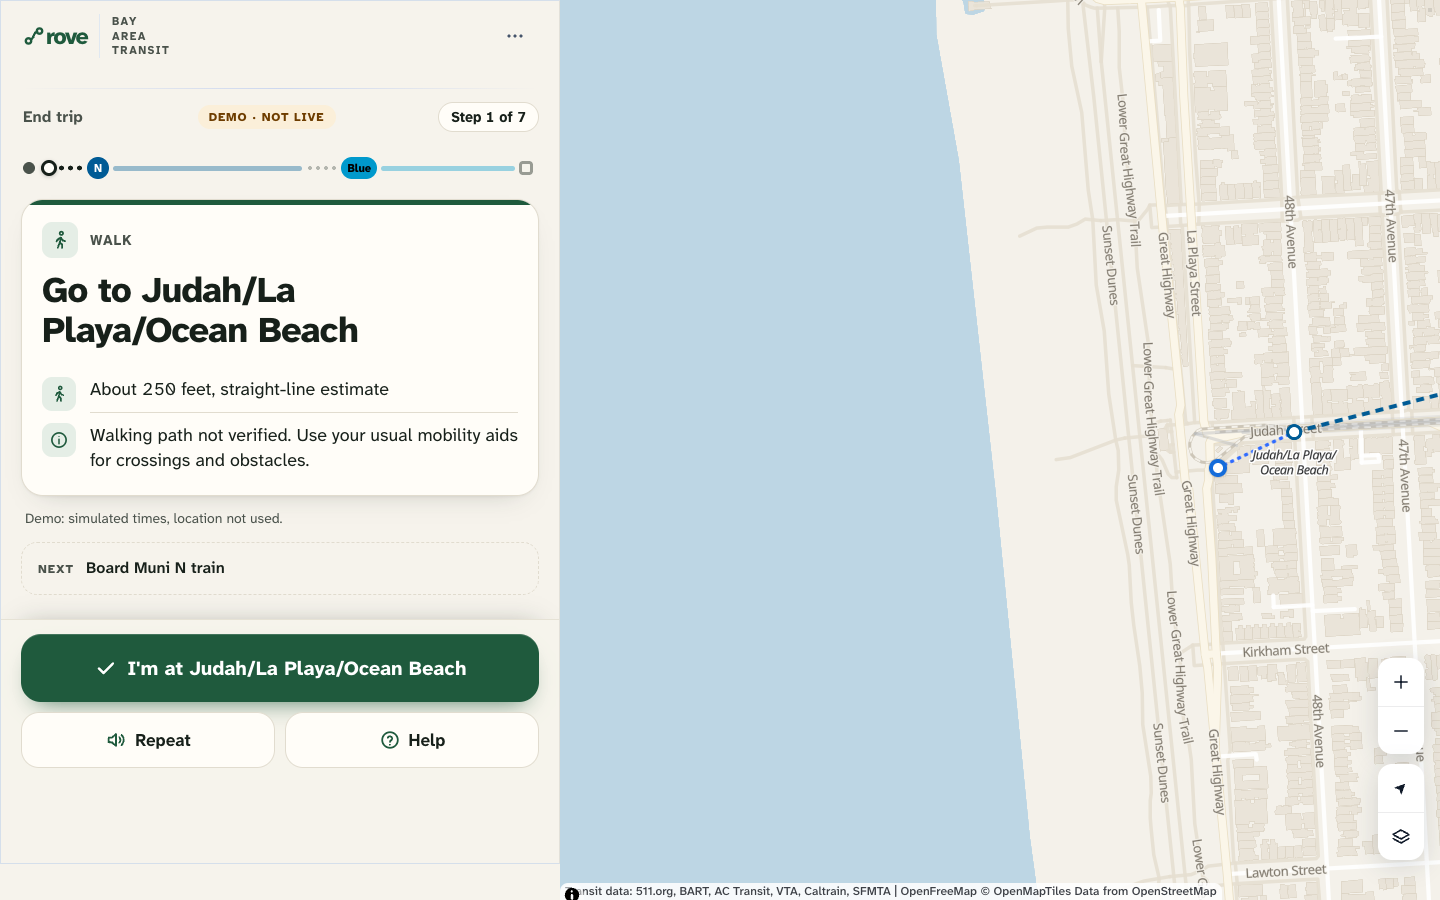 rove
BAY
AREA
TRANSIT
End trip
DEMO · NOT LIVE
Step 1 of 7
N
Blue
WALK
Go to Judah/La
Playa/Ocean Beach
About 250 feet, straight-line estimate
Walking path not verified. Use your usual mobility aids
for crossings and obstacles.
Demo: simulated times, location not used.
NEXT Board Muni N train
I'm at Judah/La Playa/Ocean Beach
Repeat
Help
Lower Great Highway Trail
Sunset Dunes
Great Highway
La Playa Street
48th Avenue
47th Avenue
Lower Great Highway Trail
Judah Street
Judah/La Playa/
Ocean Beach
47th Avenue
Sunset Dunes
Great Highway
Lower Great Highway Trail
Kirkham Street
48th Avenue
Sunset Dunes
Great Highway
Lawton Street
Transit data: 511.org, BART, AC Transit, VTA, Caltrain, SFMTA | OpenFreeMap © OpenMapTiles Data from OpenStreetMap